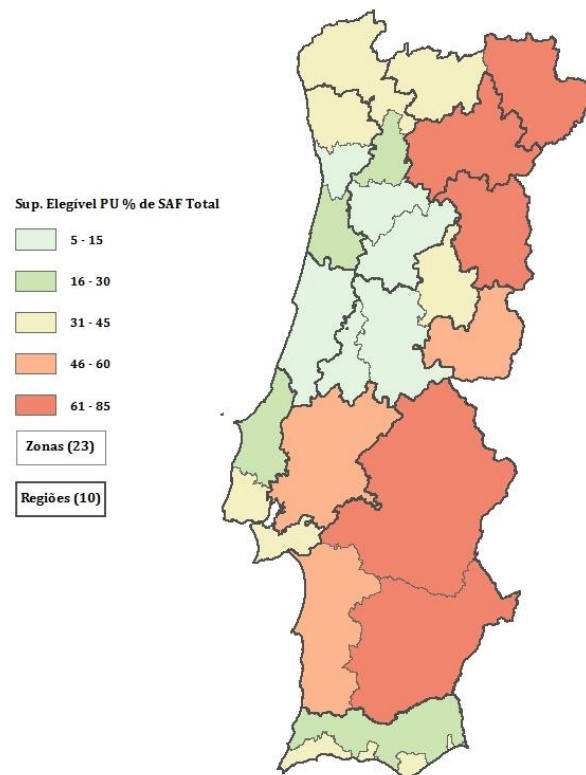 Sup. Elegível PU % de SAF Total
5 - 15
16 - 30
31 - 45
46 - 60
61 - 85
Zonas (23)
Regiões (10)